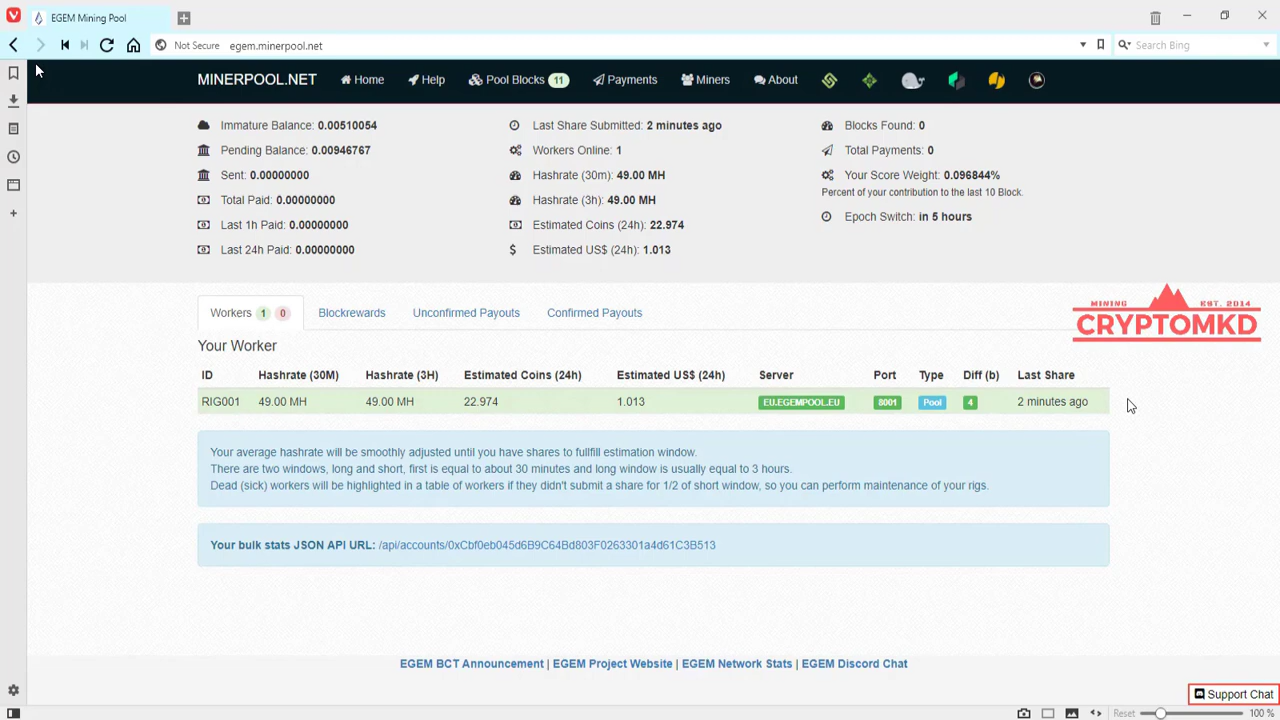 EGEM Mining Pool
Not Secure egem.minerpool.net
Search Bing
MINERPOOL.NET Home Help Pool Blocks 11 Payments Miners About
Immature Balance: 0.00510054
Pending Balance: 0.00946767
Sent: 0.00000000
Total Paid: 0.00000000
Last 1h Paid: 0.00000000
Last 24h Paid: 0.00000000
Last Share Submitted: 2 minutes ago
Workers Online: 1
Hashrate (30m): 49.00 MH
Hashrate (3h): 49.00 MH
Estimated Coins (24h): 22.974
$ Estimated US$ (24h): 1.013
Blocks Found: 0
Total Payments: 0
Your Score Weight: 0.096844%
Percent of your contribution to the last 10 Block.
Epoch Switch: in 5 hours
Workers 1 0 Blockrewards Unconfirmed Payouts Confirmed Payouts
MINING EST. 2014
CRYPTOMKD
Your Worker
ID Hashrate (30M) Hashrate (3H) Estimated Coins (24h) Estimated US$ (24h) Server Port Type Diff (b) Last Share
RIG001 49.00 MH 49.00 MH 22.974 1.013 EU.EGEMPOOL.EU 8001 Pool 4 2 minutes ago
Your average hashrate will be smoothly adjusted until you have shares to fullfill estimation window.
There are two windows, long and short, first is equal to about 30 minutes and long window is usually equal to 3 hours.
Dead (sick) workers will be highlighted in a table of workers if they didn't submit a share for 1/2 of short window, so you can perform maintenance of your rigs.
Your bulk stats JSON API URL: /api/accounts/0xCbf0eb045d6B9C64Bd803F0263301a4d61C3B513
EGEM BCT Announcement | EGEM Project Website | EGEM Network Stats | EGEM Discord Chat
Support Chat
Reset 100 %